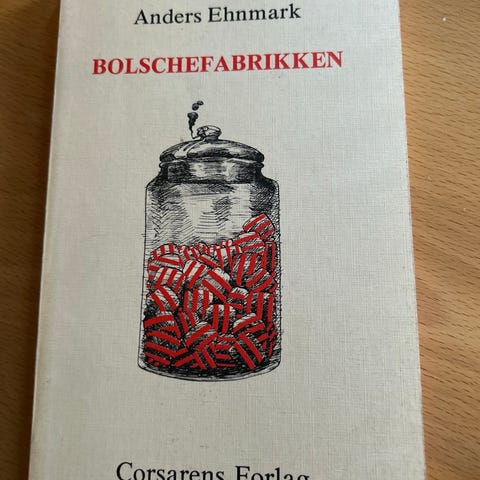 Anders Ehnmark
BOLSCHEFABRIKKEN
Corsarens Forlag